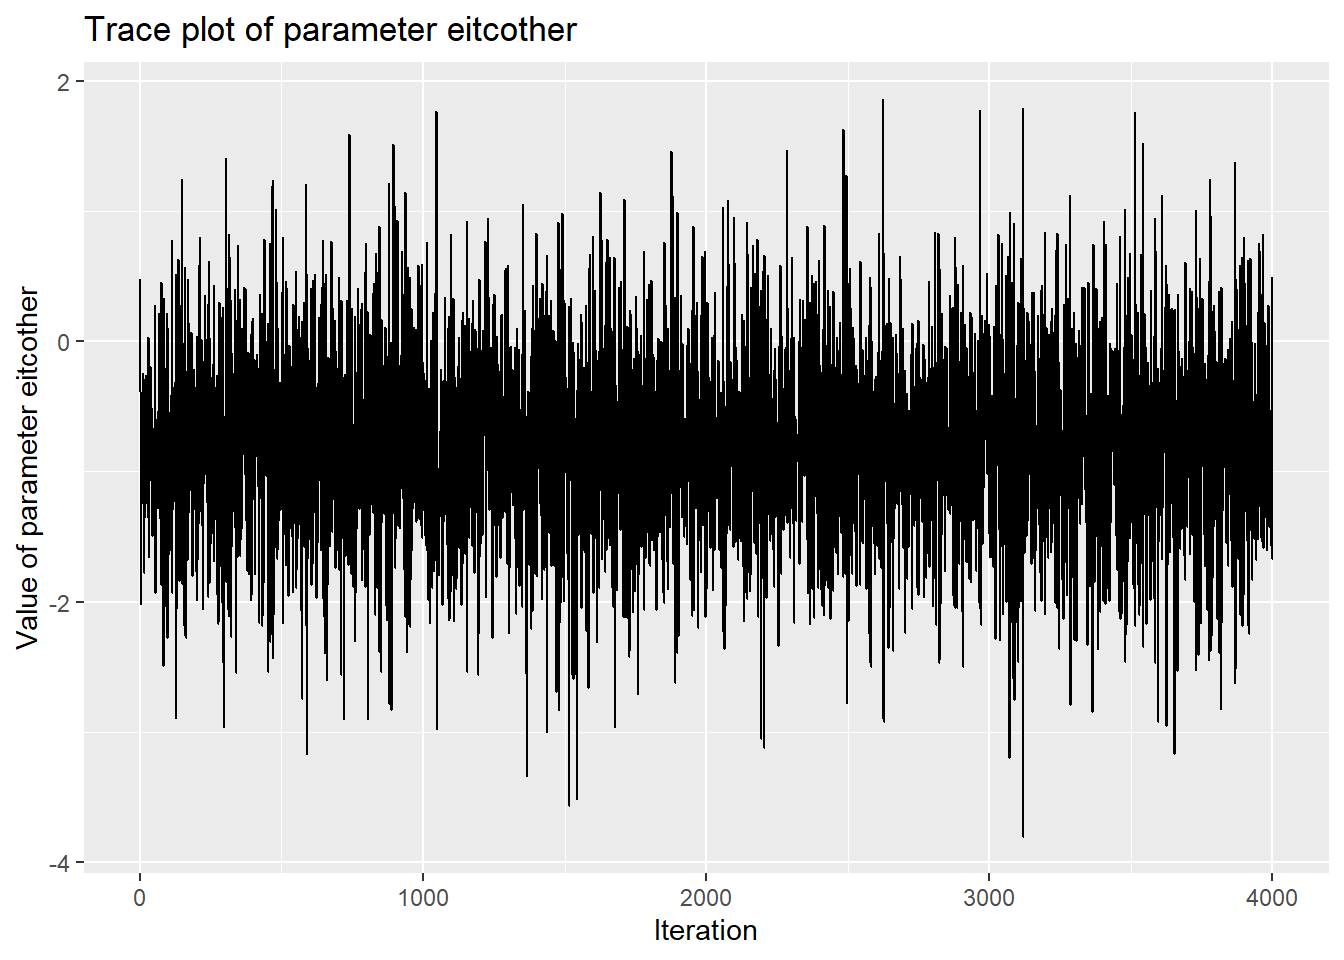 Trace plot of parameter eitcother
Value of parameter eitcother
2
0
-2
-4
0 1000 2000 3000 4000
Iteration